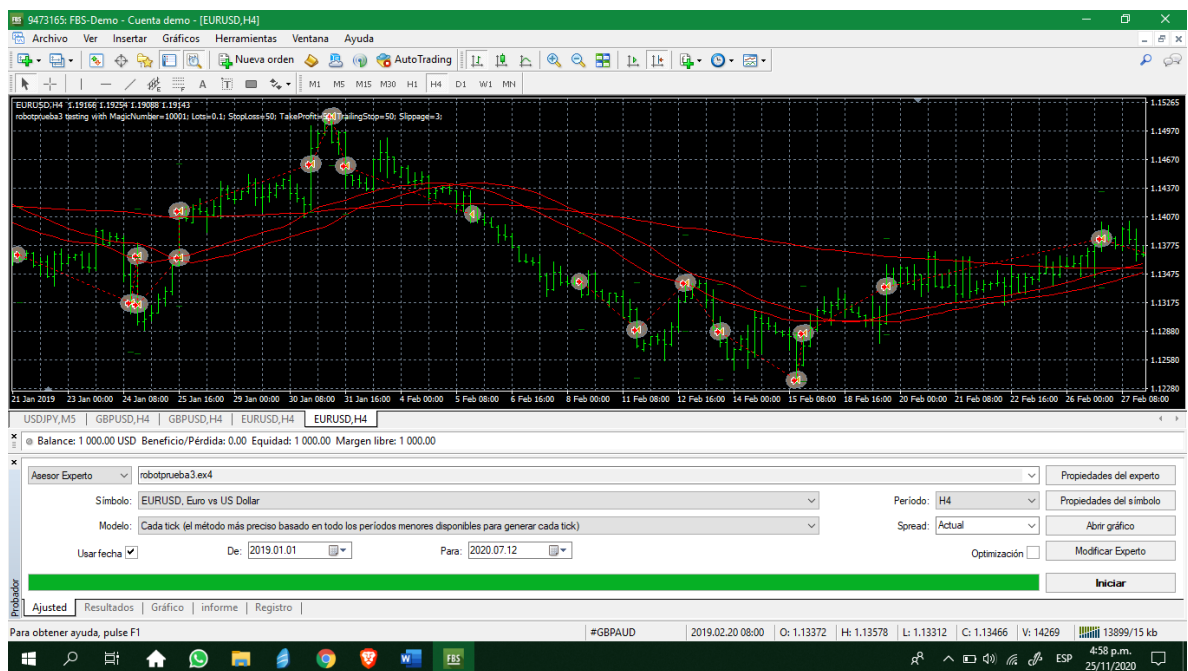 9473165: FBS-Demo - Cuenta demo - [EURUSD,H4]
Archivo Ver Insertar Gráficos Herramientas Ventana Ayuda
Nueva orden AutoTrading
A T M1 M5 M15 M30 H1 H4 D1 W1 MN
EURUSD,H4 1.19166 1.19254 1.19088 1.19143
robotprueba3 testing with MagicNumber=10001; Lots=0.1; StopLoss=50; TrailingStop=50; Slippage=3;
1.15265
1.14970
1.14670
1.14370
1.14070
1.13775
1.13475
1.13175
1.12880
1.12580
1.12280
21 Jan 2019 23 Jan 00:00 24 Jan 08:00 25 Jan 16:00 29 Jan 00:00 30 Jan 08:00 31 Jan 16:00 4 Feb 00:00 5 Feb 08:00 6 Feb 16:00 8 Feb 00:00 11 Feb 08:00 12 Feb 16:00 14 Feb 00:00 15 Feb 08:00 18 Feb 16:00 20 Feb 00:00 21 Feb 08:00 22 Feb 16:00 26 Feb 00:00 27 Feb 08:00
USDJPY,M5 | GBPUSD,H4 | GBPUSD,H4 | EURUSD,H4 | EURUSD,H4
Balance: 1 000.00 USD Beneficio/Pérdida: 0.00 Equidad: 1 000.00 Margen libre: 1 000.00
Asesor Experto robotprueba3.ex4 Propiedades del experto
Símbolo: EURUSD, Euro vs US Dollar Período: H4 Propiedades del símbolo
Modelo: Cada tick (el método más preciso basado en todo los períodos menores disponibles para generar cada tick) Spread: Actual Abrir gráfico
Usar fecha De: 2019.01.01 Para: 2020.07.12 Optimización Modificar Experto
Iniciar
Probador
Ajusted | Resultados | Gráfico | informe | Registro |
Para obtener ayuda, pulse F1 #GBPAUD 2019.02.20 08:00 O: 1.13372 H: 1.13578 L: 1.13312 C: 1.13466 V: 14269 13899/15 kb
FBS ESP 4:58 p.m.
25/11/2020